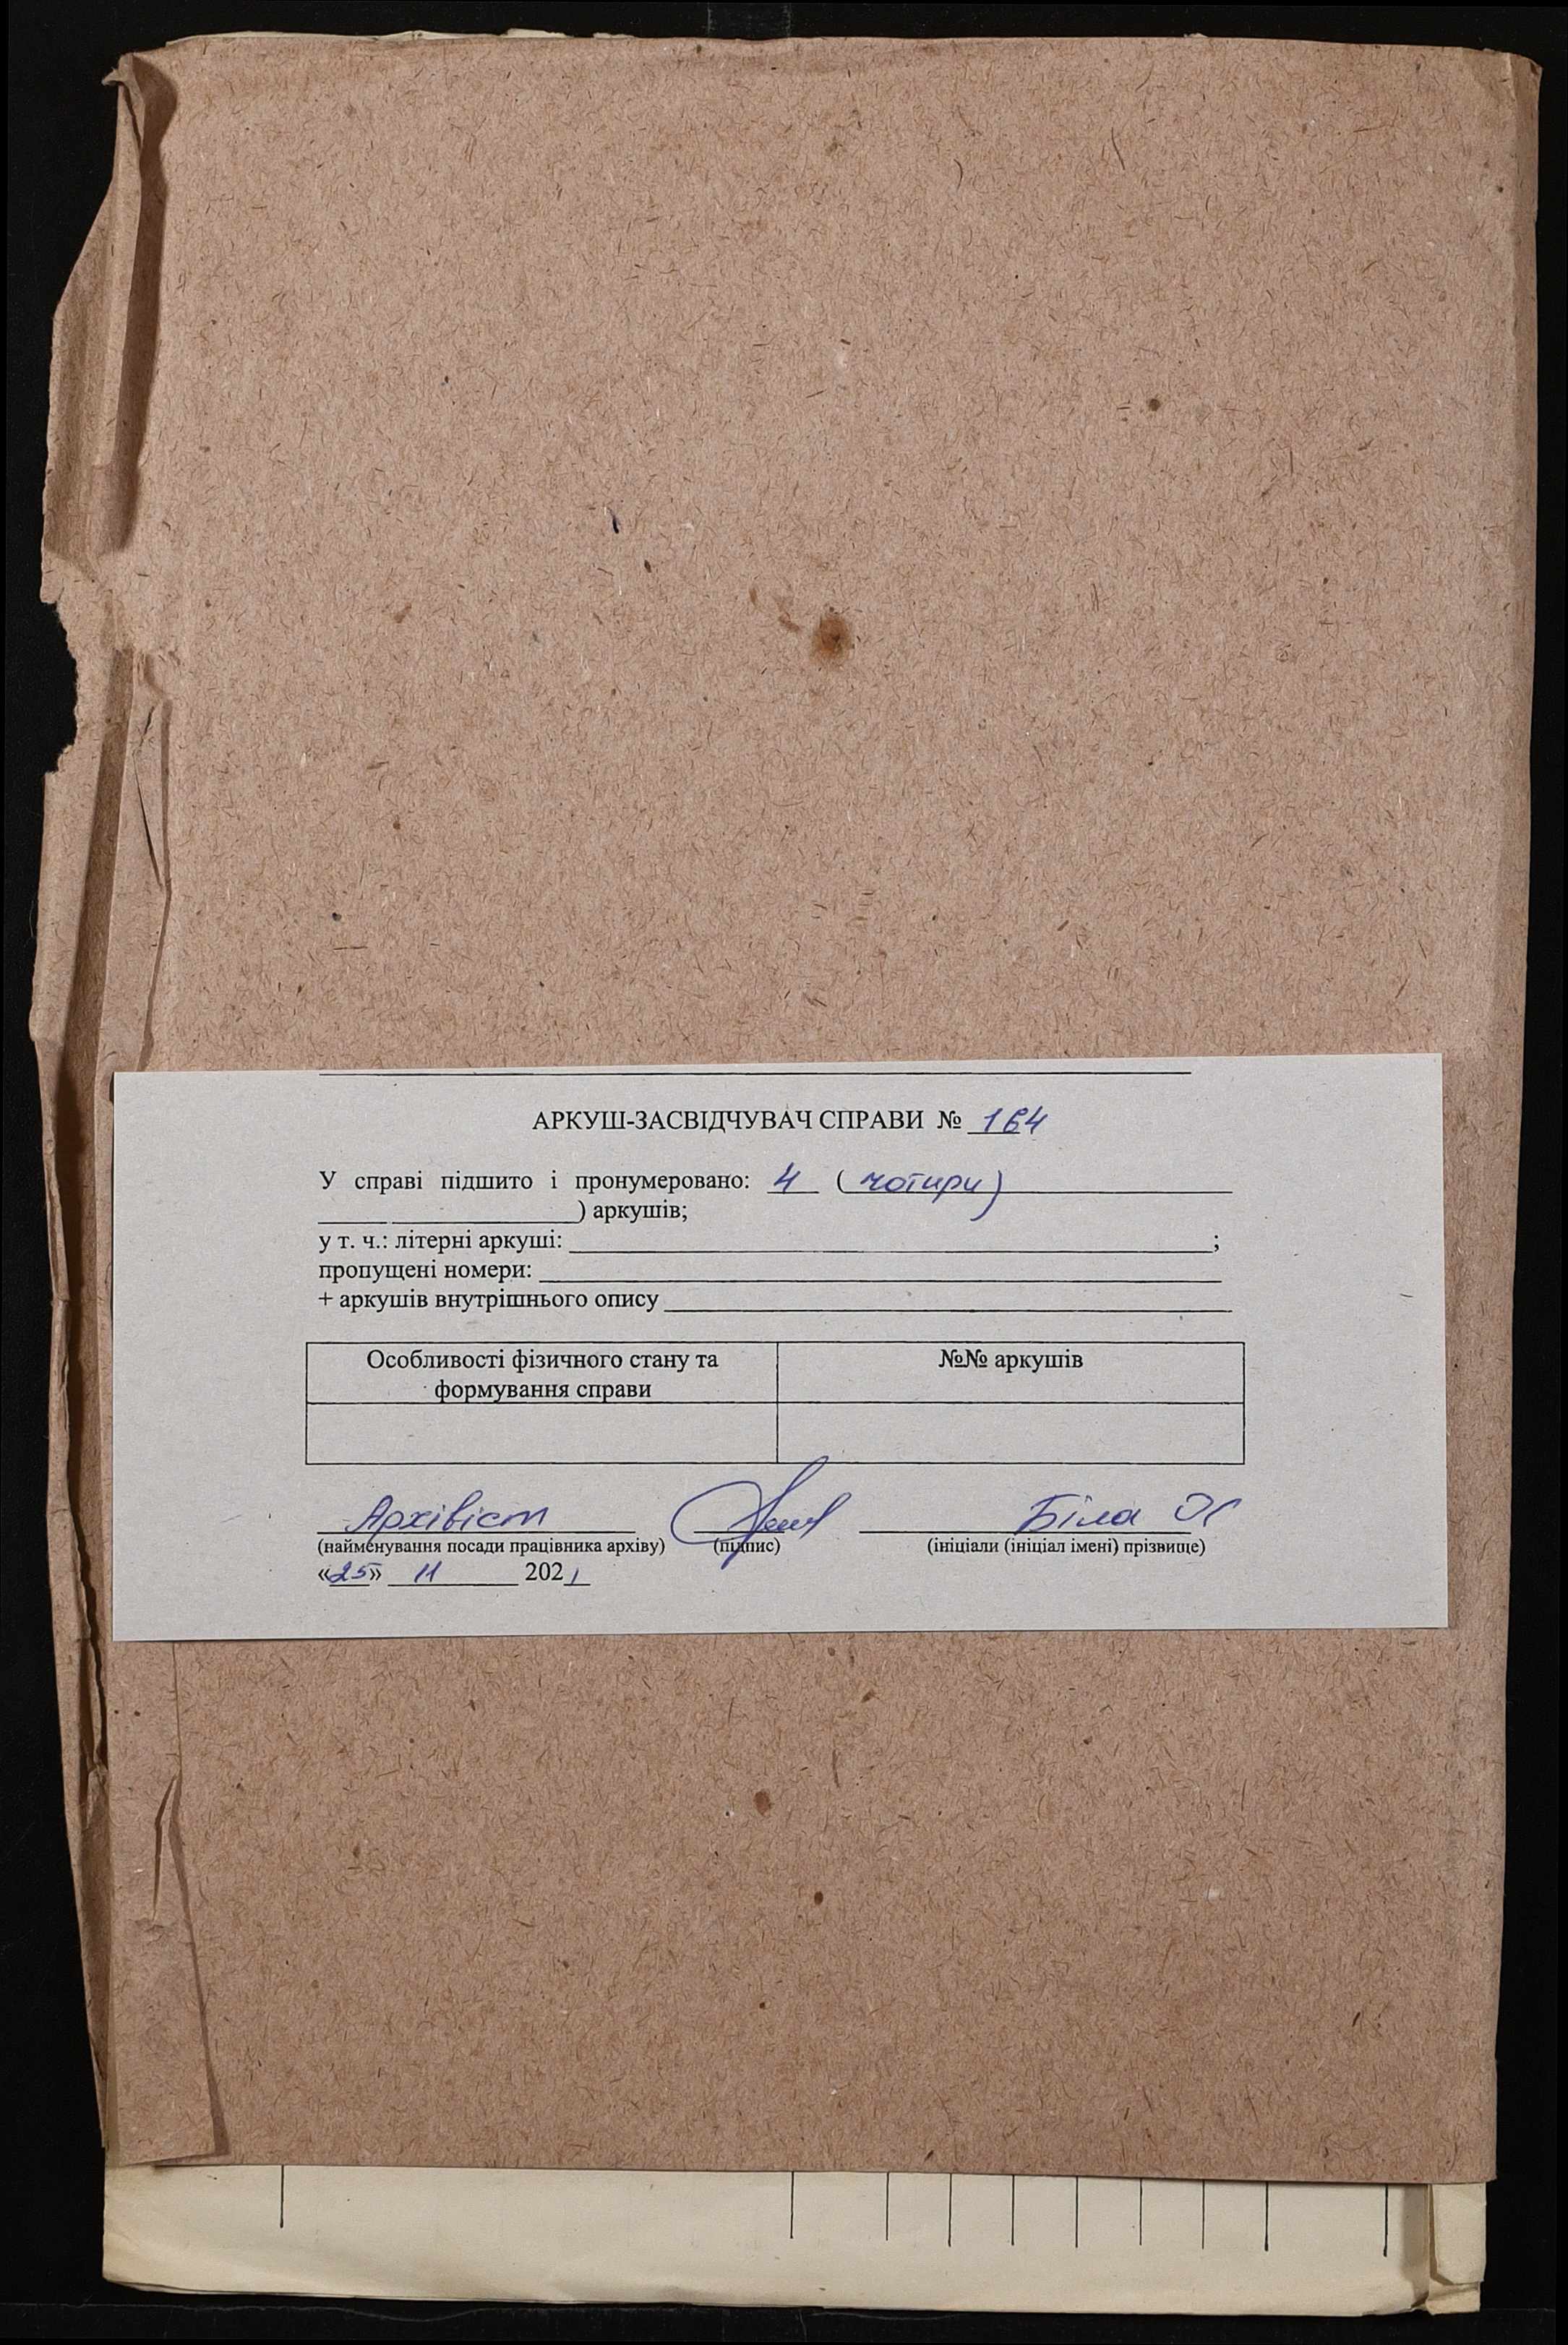 АРКУШ-ЗАСВІДЧУВАЧ СПРАВИ № 164
У справі підшито і пронумеровано: 4 (чотири)
) аркушів;
у т. ч.: літерні аркуші: ;
пропущені номери:
+ аркушів внутрішнього опису
Особливості фізичного стану та формування справи
№№ аркушів
Архівіст Біла
(найменування посади працівника архіву) (підпис) (ініціали (ініціал імені) прізвище)
«25» 11 2021